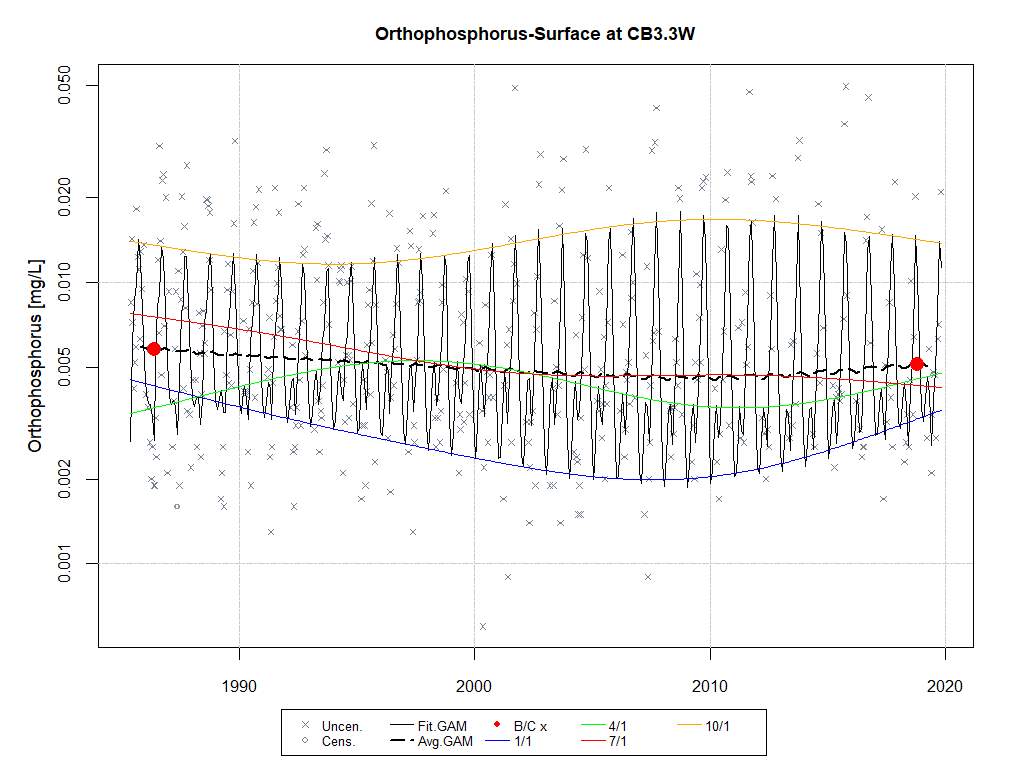 Orthophosphorus-Surface at CB3.3W
Orthophosphorus [mg/L]
0.050
0.020
0.010
0.005
0.002
0.001
1990 2000 2010 2020
Uncen. Fit.GAM B/C x 4/1 10/1
Cens. Avg.GAM 1/1 7/1